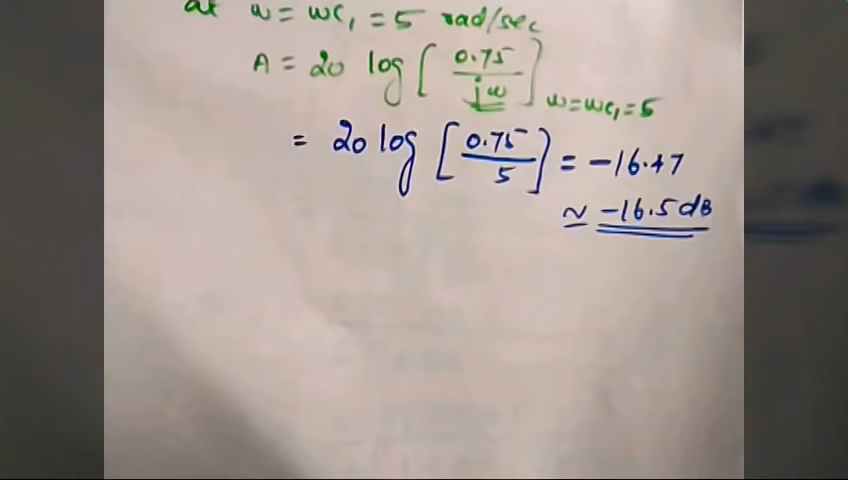 at ω = ωc₁ = 5 rad/sec
A = 20 log [ 0.75 / jω ] ω=ωc₁=5
= 20 log [ 0.75 / 5 ] = -16.47
≃ -16.5 dB